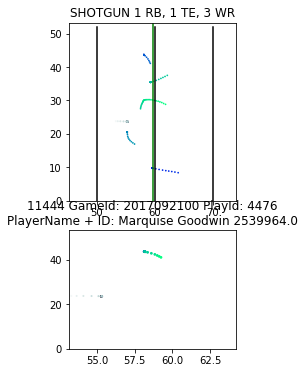 SHOTGUN 1 RB, 1 TE, 3 WR
50
40
30
20
10
0
50 60 70
11444 GameId: 2017092100 PlayId: 4476
PlayerName + ID: Marquise Goodwin 2539964.0
40
20
0
55.0 57.5 60.0 62.5